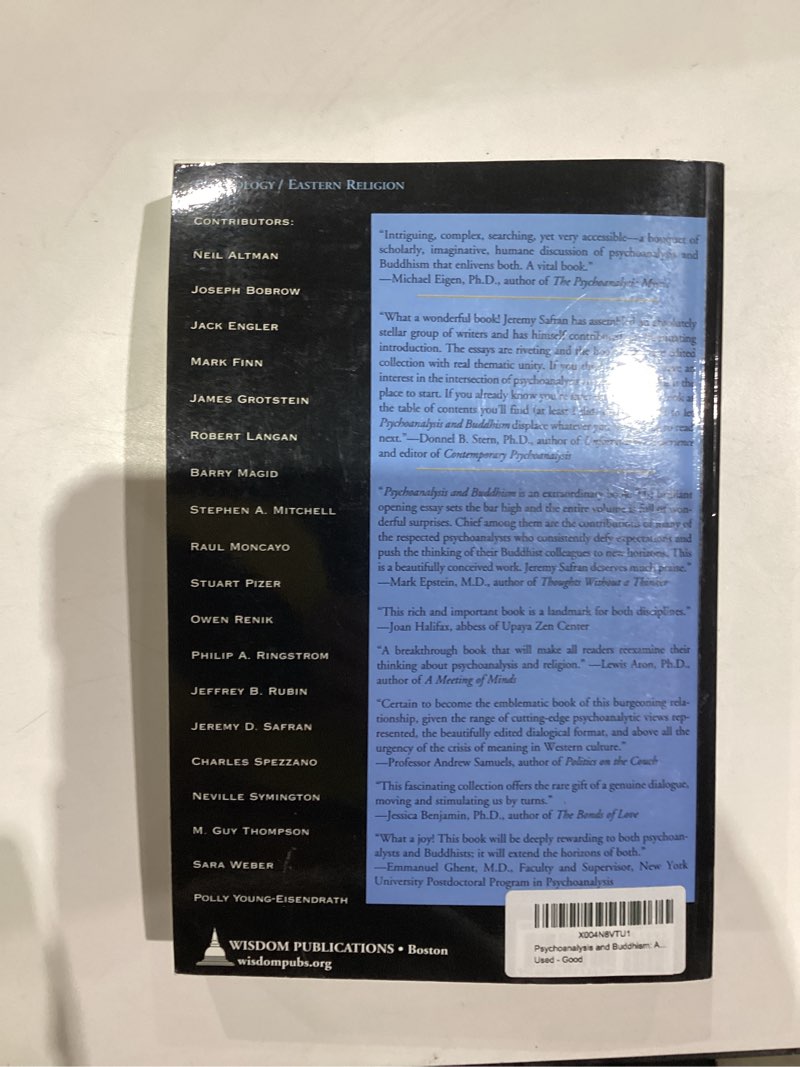 OLOGY / EASTERN RELIGION
CONTRIBUTORS:
NEIL ALTMAN
JOSEPH BOBROW
JACK ENGLER
MARK FINN
JAMES GROTSTEIN
ROBERT LANGAN
BARRY MAGID
STEPHEN A. MITCHELL
RAUL MONCAYO
STUART PIZER
OWEN RENIK
PHILIP A. RINGSTROM
JEFFREY B. RUBIN
JEREMY D. SAFRAN
CHARLES SPEZZANO
NEVILLE SYMINGTON
M. GUY THOMPSON
SARA WEBER
POLLY YOUNG-EISENDRATH
"Intriguing, complex, searching, yet very accessible—a bouquet of
scholarly, imaginative, humane discussion of psychoanalysis and
Buddhism that enlivens both. A vital book."
—Michael Eigen, Ph.D., author of The Psychoanalytic
"What a wonderful book! Jeremy Safran has assembled an absolutely
stellar group of writers and has himself
introduction. The essays are riveting and the
collection with real thematic unity. If you
interest in the intersection of psychoanalysis the
place to start. If you already know
the table of contents you'll find (at least I to let
Psychoanalysis and Buddhism displace whatever you to read
next."—Donnel B. Stern, Ph.D., author of
and editor of Contemporary Psychoanalysis
"Psychoanalysis and Buddhism is an extraordinary
opening essay sets the bar high and the entire volume is full of won-
derful surprises. Chief among them are the contributions of many of
the respected psychoanalysts who consistently defy expectations and
push the thinking of their Buddhist colleagues to new horizons. This
is a beautifully conceived work. Jeremy Safran deserves much praise."
—Mark Epstein, M.D., author of Thoughts Without a Thinker
"This rich and important book is a landmark for both disciplines."
—Joan Halifax, abbess of Upaya Zen Center
"A breakthrough book that will make all readers reexamine their
thinking about psychoanalysis and religion." —Lewis Aron, Ph.D.,
author of A Meeting of Minds
"Certain to become the emblematic book of this burgeoning rela-
tionship, given the range of cutting-edge psychoanalytic views rep-
resented, the beautifully edited dialogical format, and above all the
urgency of the crisis of meaning in Western culture."
—Professor Andrew Samuels, author of Politics on the Couch
"This fascinating collection offers the rare gift of a genuine dialogue,
moving and stimulating us by turns."
—Jessica Benjamin, Ph.D., author of The Bonds of Love
"What a joy! This book will be deeply rewarding to both psychoan-
alysts and Buddhists; it will extend the horizons of both."
—Emmanuel Ghent, M.D., Faculty and Supervisor, New York
University Postdoctoral Program in Psychoanalysis
WISDOM PUBLICATIONS • Boston
wisdompubs.org
X004N8VTU1
Psychoanalysis and Buddhism: A...
Used - Good